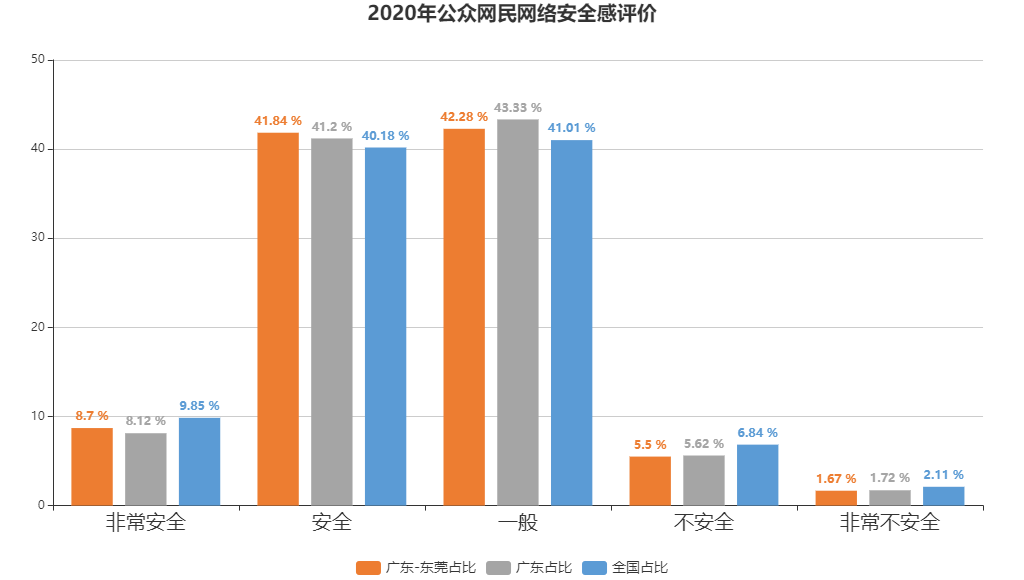 2020年公众网民网络安全感评价
50
40
30
20
10
0
8.7 %
8.12 %
9.85 %
41.84 %
41.2 %
40.18 %
42.28 %
43.33 %
41.01 %
5.5 %
5.62 %
6.84 %
1.67 %
1.72 %
2.11 %
非常安全
安全
一般
不安全
非常不安全
广东-东莞占比
广东占比
全国占比